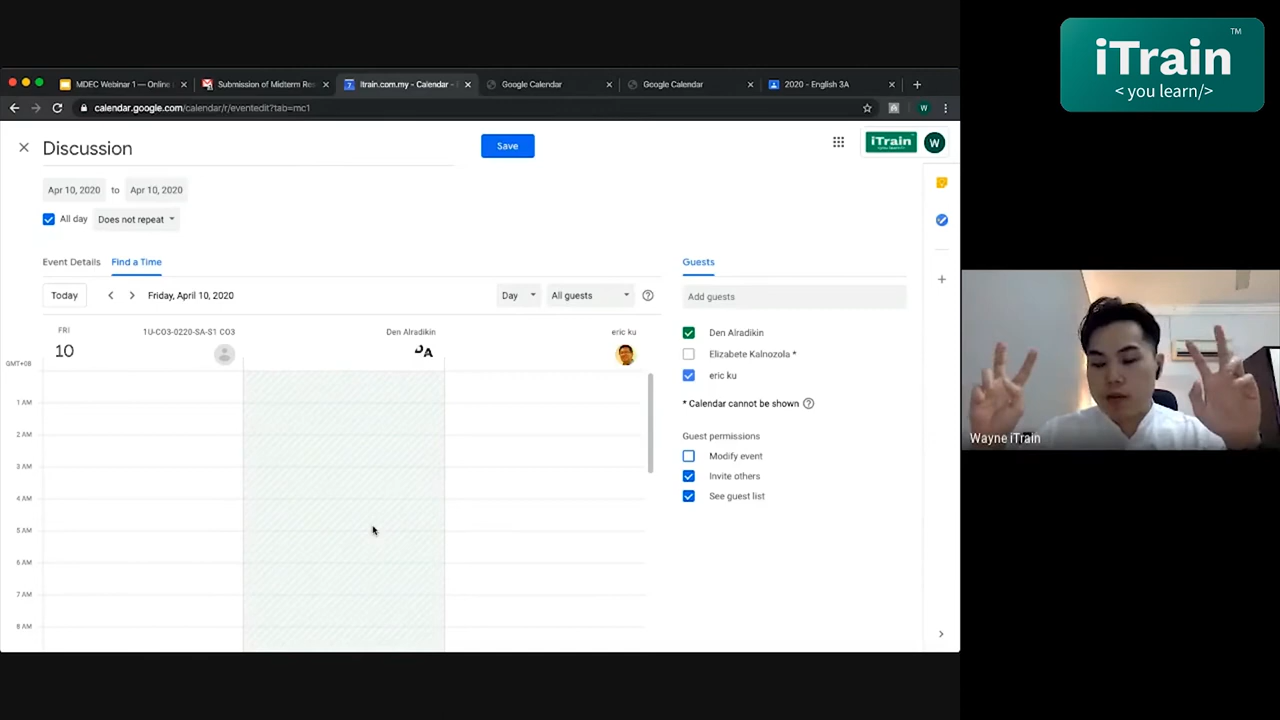 iTrain
TM
< you learn/>
MDEC Webinar 1 — Online
Submission of Midterm Re
itrain.com.my - Calendar -
Google Calendar
Google Calendar
2020 - English 3A
calendar.google.com/calendar/r/eventedit?tab=mc1
W
Discussion
Save
iTrain
W
Apr 10, 2020 to Apr 10, 2020
All day Does not repeat
Event Details Find a Time
Guests
Today
Friday, April 10, 2020
Day
All guests
Add guests
FRI
10
1U-CO3-0220-SA-S1 CO3
Den Alradikin
eric ku
GMT+08
Den Alradikin
Elizabete Kalnozola *
eric ku
* Calendar cannot be shown
Guest permissions
Modify event
Invite others
See guest list
1 AM
2 AM
3 AM
4 AM
5 AM
6 AM
7 AM
8 AM
Wayne iTrain